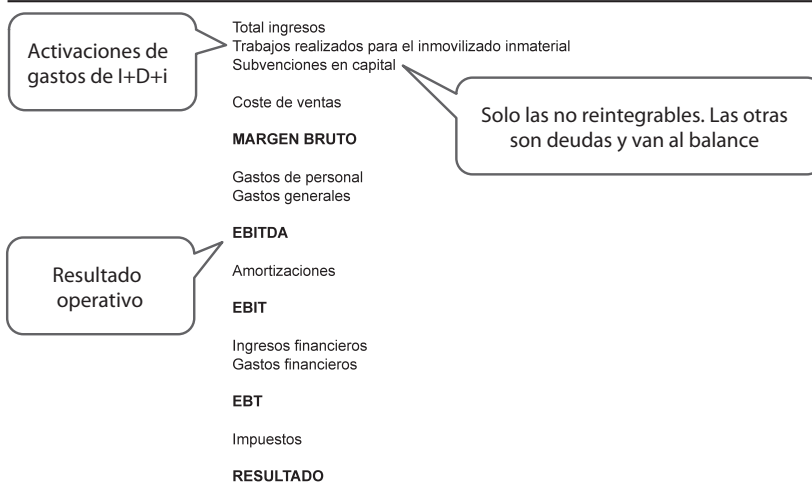 Total ingresos
Trabajos realizados para el inmovilizado inmaterial
Subvenciones en capital
Activaciones de
gastos de I+D+i
Coste de ventas
Solo las no reintegrables. Las otras
son deudas y van al balance
MARGEN BRUTO
Gastos de personal
Gastos generales
EBITDA
Resultado
operativo
Amortizaciones
EBIT
Ingresos financieros
Gastos financieros
EBT
Impuestos
RESULTADO